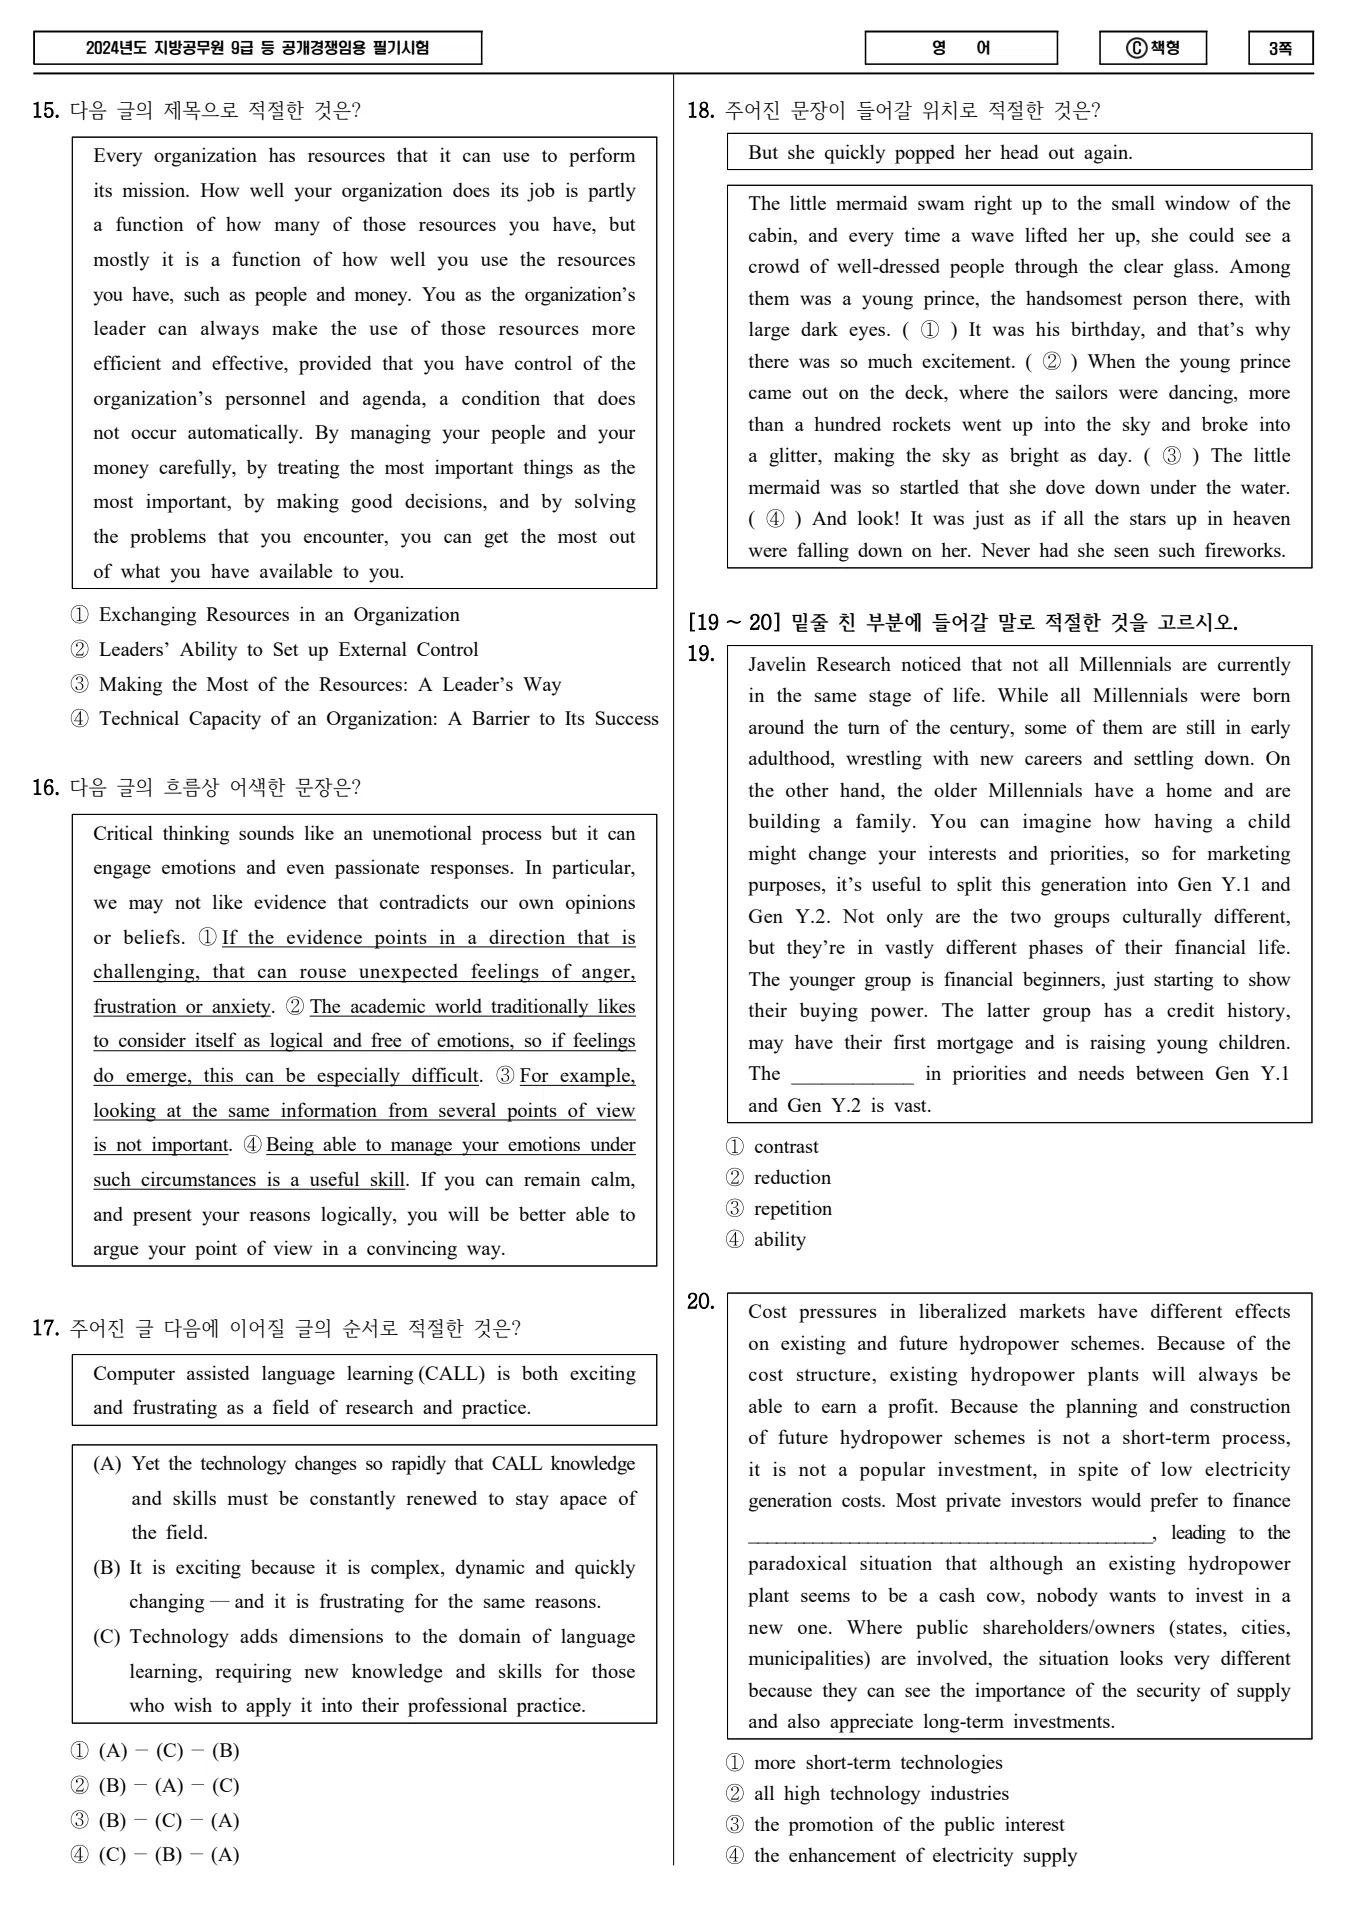 2024년도 지방공무원 9급 등 공개경쟁임용 필기시험
영 어
Ⓒ책형
3쪽
15. 다음 글의 제목으로 적절한 것은?
Every organization has resources that it can use to perform
its mission. How well your organization does its job is partly
a function of how many of those resources you have, but
mostly it is a function of how well you use the resources
you have, such as people and money. You as the organization's
leader can always make the use of those resources more
efficient and effective, provided that you have control of the
organization's personnel and agenda, a condition that does
not occur automatically. By managing your people and your
money carefully, by treating the most important things as the
most important, by making good decisions, and by solving
the problems that you encounter, you can get the most out
of what you have available to you.
① Exchanging Resources in an Organization
② Leaders' Ability to Set up External Control
③ Making the Most of the Resources: A Leader's Way
④ Technical Capacity of an Organization: A Barrier to Its Success
16. 다음 글의 흐름상 어색한 문장은?
Critical thinking sounds like an unemotional process but it can
engage emotions and even passionate responses. In particular,
we may not like evidence that contradicts our own opinions
or beliefs. ① If the evidence points in a direction that is
challenging, that can rouse unexpected feelings of anger,
frustration or anxiety. ② The academic world traditionally likes
to consider itself as logical and free of emotions, so if feelings
do emerge, this can be especially difficult. ③ For example,
looking at the same information from several points of view
is not important. ④ Being able to manage your emotions under
such circumstances is a useful skill. If you can remain calm,
and present your reasons logically, you will be better able to
argue your point of view in a convincing way.
17. 주어진 글 다음에 이어질 글의 순서로 적절한 것은?
Computer assisted language learning (CALL) is both exciting
and frustrating as a field of research and practice.
(A) Yet the technology changes so rapidly that CALL knowledge
and skills must be constantly renewed to stay apace of
the field.
(B) It is exciting because it is complex, dynamic and quickly
changing — and it is frustrating for the same reasons.
(C) Technology adds dimensions to the domain of language
learning, requiring new knowledge and skills for those
who wish to apply it into their professional practice.
① (A) － (C) － (B)
② (B) － (A) － (C)
③ (B) － (C) － (A)
④ (C) － (B) － (A)
18. 주어진 문장이 들어갈 위치로 적절한 것은?
But she quickly popped her head out again.
The little mermaid swam right up to the small window of the
cabin, and every time a wave lifted her up, she could see a
crowd of well-dressed people through the clear glass. Among
them was a young prince, the handsomest person there, with
large dark eyes. ( ① ) It was his birthday, and that's why
there was so much excitement. ( ② ) When the young prince
came out on the deck, where the sailors were dancing, more
than a hundred rockets went up into the sky and broke into
a glitter, making the sky as bright as day. ( ③ ) The little
mermaid was so startled that she dove down under the water.
( ④ ) And look! It was just as if all the stars up in heaven
were falling down on her. Never had she seen such fireworks.
[19 ~ 20] 밑줄 친 부분에 들어갈 말로 적절한 것을 고르시오.
19.
Javelin Research noticed that not all Millennials are currently
in the same stage of life. While all Millennials were born
around the turn of the century, some of them are still in early
adulthood, wrestling with new careers and settling down. On
the other hand, the older Millennials have a home and are
building a family. You can imagine how having a child
might change your interests and priorities, so for marketing
purposes, it's useful to split this generation into Gen Y.1 and
Gen Y.2. Not only are the two groups culturally different,
but they're in vastly different phases of their financial life.
The younger group is financial beginners, just starting to show
their buying power. The latter group has a credit history,
may have their first mortgage and is raising young children.
The ____________ in priorities and needs between Gen Y.1
and Gen Y.2 is vast.
① contrast
② reduction
③ repetition
④ ability
20.
Cost pressures in liberalized markets have different effects
on existing and future hydropower schemes. Because of the
cost structure, existing hydropower plants will always be
able to earn a profit. Because the planning and construction
of future hydropower schemes is not a short-term process,
it is not a popular investment, in spite of low electricity
generation costs. Most private investors would prefer to finance
________________________________________, leading to the
paradoxical situation that although an existing hydropower
plant seems to be a cash cow, nobody wants to invest in a
new one. Where public shareholders/owners (states, cities,
municipalities) are involved, the situation looks very different
because they can see the importance of the security of supply
and also appreciate long-term investments.
① more short-term technologies
② all high technology industries
③ the promotion of the public interest
④ the enhancement of electricity supply